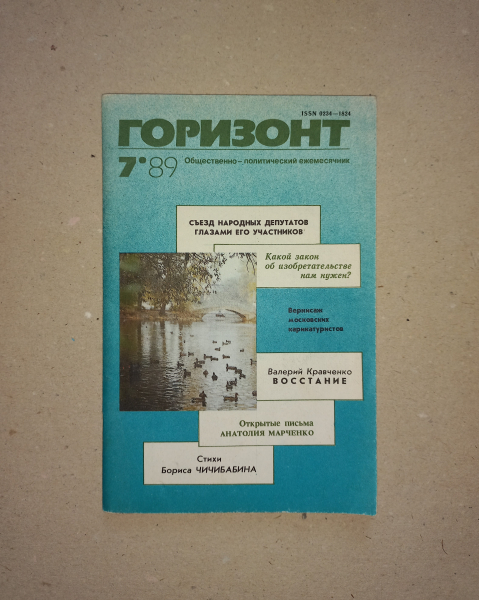 ISSN 0234—1824
ГОРИЗОНТ
7•89 Общественно-политический ежемесячник
СЪЕЗД НАРОДНЫХ ДЕПУТАТОВ
ГЛАЗАМИ ЕГО УЧАСТНИКОВ
Какой закон
об изобретательстве
нам нужен?
Вернисаж
московских
карикатуристов
Валерий Кравченко
ВОССТАНИЕ
Открытые письма
АНАТОЛИЯ МАРЧЕНКО
Стихи
Бориса ЧИЧИБАБИНА